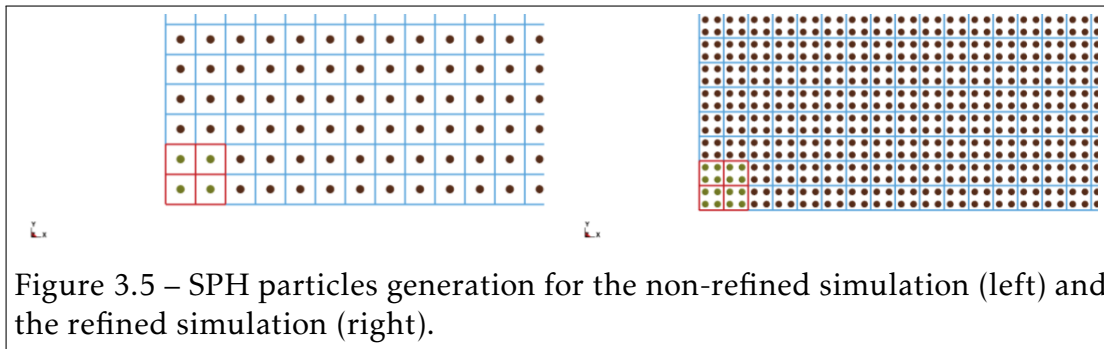 Y
X
Y
X
Figure 3.5 – SPH particles generation for the non-refined simulation (left) and
the refined simulation (right).